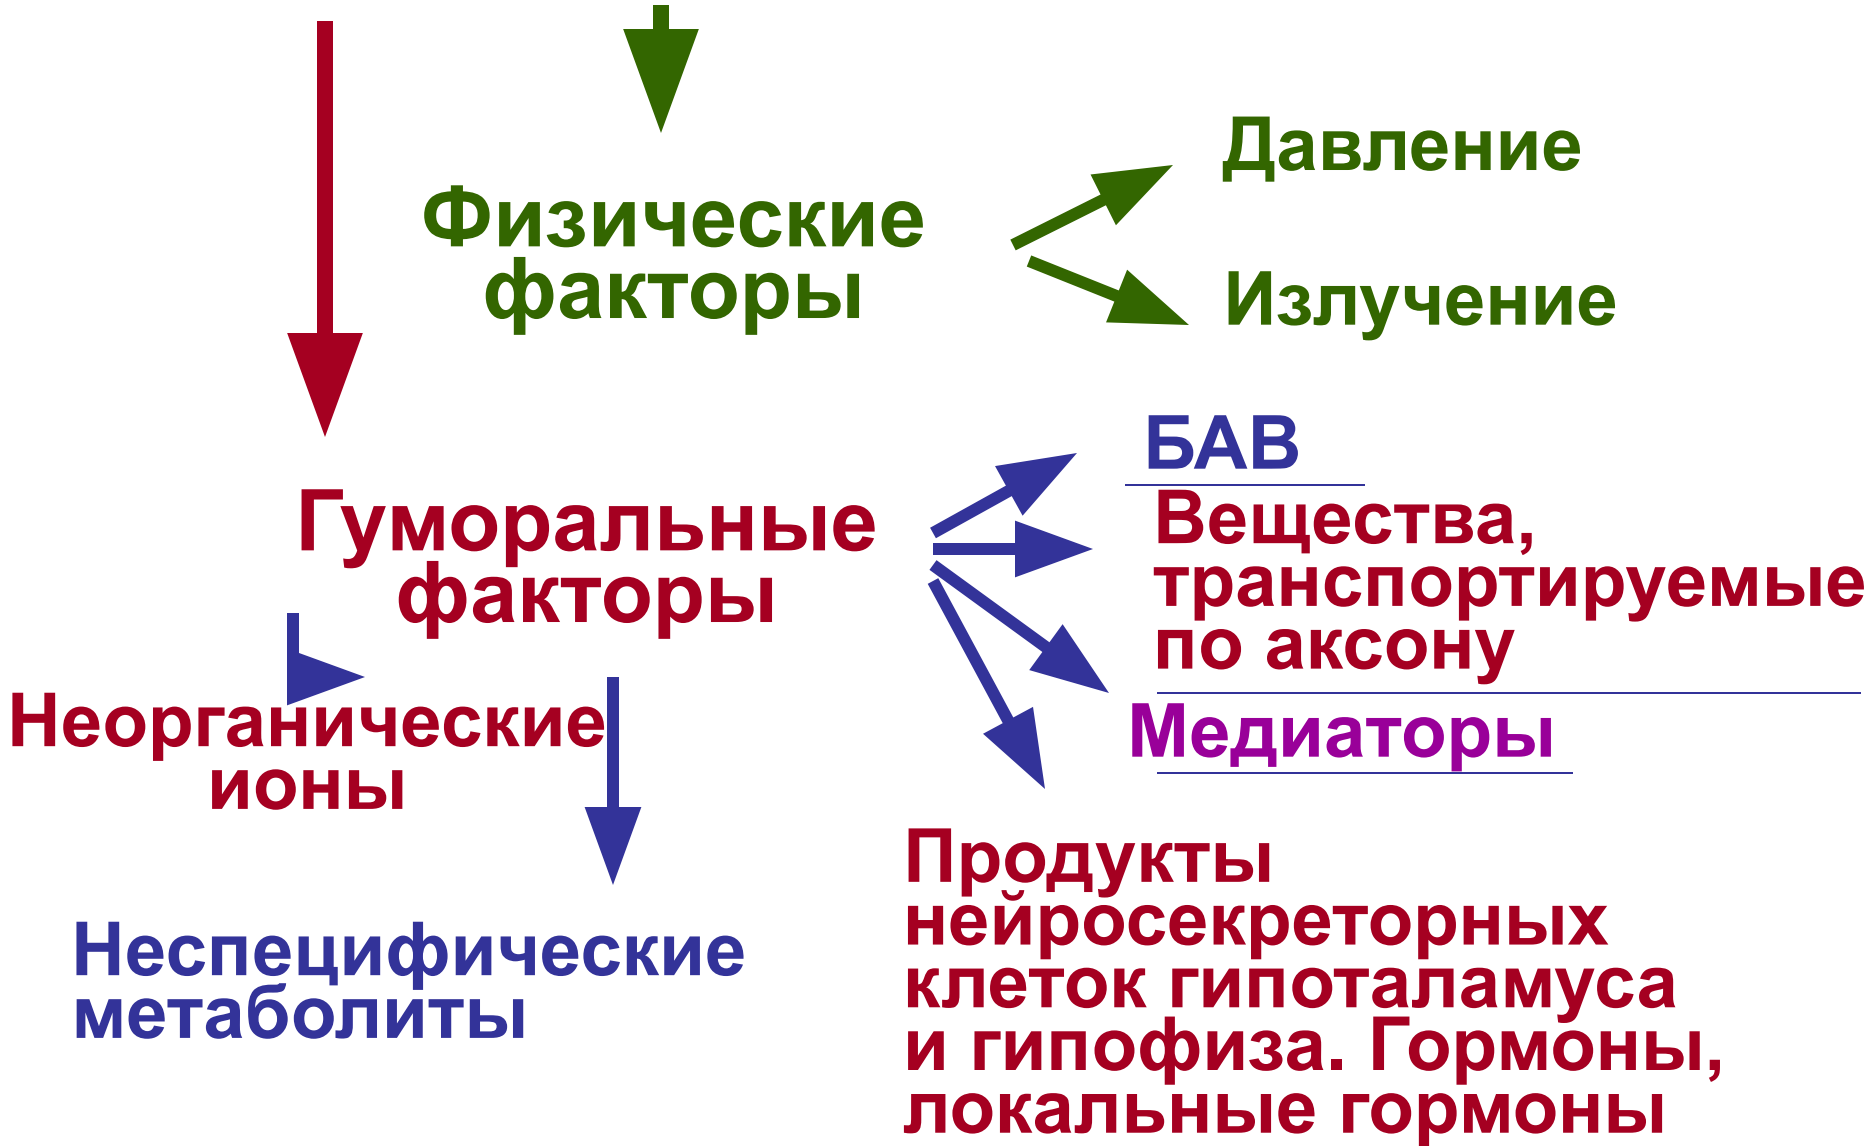 Физические
факторы
Давление
Излучение
Гуморальные
факторы
БАВ
Вещества,
транспортируемые
по аксону
Медиаторы
Неорганические
ионы
Неспецифические
метаболиты
Продукты
нейросекреторных
клеток гипоталамуса
и гипофиза. Гормоны,
локальные гормоны